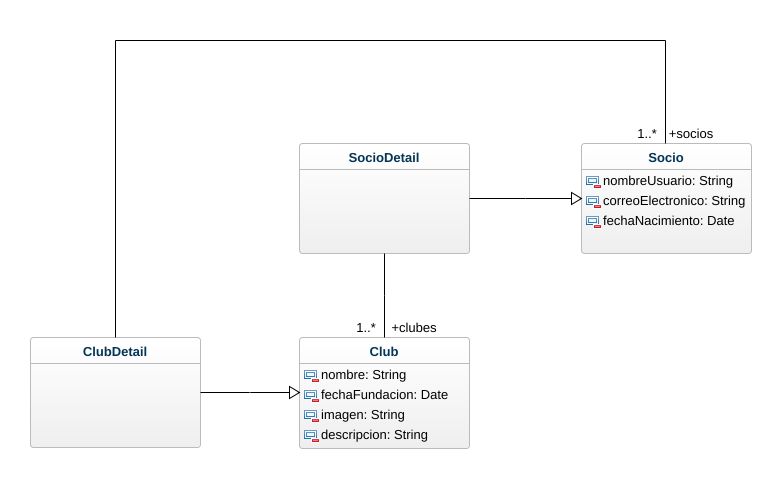 1..* +socios
SocioDetail
Socio
nombreUsuario: String
correoElectronico: String
fechaNacimiento: Date
1..* +clubes
ClubDetail
Club
nombre: String
fechaFundacion: Date
imagen: String
descripcion: String